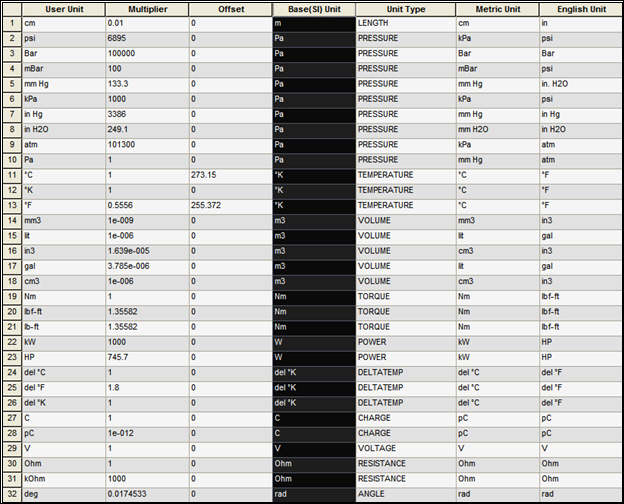 User Unit Multiplier Offset Base(SI) Unit Unit Type Metric Unit English Unit
1 cm 0.01 0 m LENGTH cm in
2 psi 6895 0 Pa PRESSURE kPa psi
3 Bar 100000 0 Pa PRESSURE Bar Bar
4 mBar 100 0 Pa PRESSURE mBar psi
5 mm Hg 133.3 0 Pa PRESSURE mm Hg in. H2O
6 kPa 1000 0 Pa PRESSURE kPa psi
7 in Hg 3386 0 Pa PRESSURE mm Hg in Hg
8 in H2O 249.1 0 Pa PRESSURE mm H2O in H2O
9 atm 101300 0 Pa PRESSURE kPa atm
10 Pa 1 0 Pa PRESSURE mm Hg atm
11 °C 1 273.15 °K TEMPERATURE °C °F
12 °K 1 0 °K TEMPERATURE °C °F
13 °F 0.5556 255.372 °K TEMPERATURE °C °F
14 mm3 1e-009 0 m3 VOLUME mm3 in3
15 lit 1e-006 0 m3 VOLUME lit gal
16 in3 1.639e-005 0 m3 VOLUME cm3 in3
17 gal 3.785e-006 0 m3 VOLUME lit gal
18 cm3 1e-006 0 m3 VOLUME cm3 in3
19 Nm 1 0 Nm TORQUE Nm lbf-ft
20 lbf-ft 1.35582 0 Nm TORQUE Nm lbf-ft
21 lb-ft 1.35582 0 Nm TORQUE Nm lbf-ft
22 kW 1000 0 W POWER kW HP
23 HP 745.7 0 W POWER kW HP
24 del °C 1 0 del °K DELTATEMP del °C del °F
25 del °F 1.8 0 del °K DELTATEMP del °C del °F
26 del °K 1 0 del °K DELTATEMP del °C del °F
27 C 1 0 C CHARGE pC pC
28 pC 1e-012 0 C CHARGE pC pC
29 V 1 0 V VOLTAGE V V
30 Ohm 1 0 Ohm RESISTANCE Ohm Ohm
31 kOhm 1000 0 Ohm RESISTANCE Ohm Ohm
32 deg 0.0174533 0 rad ANGLE rad rad